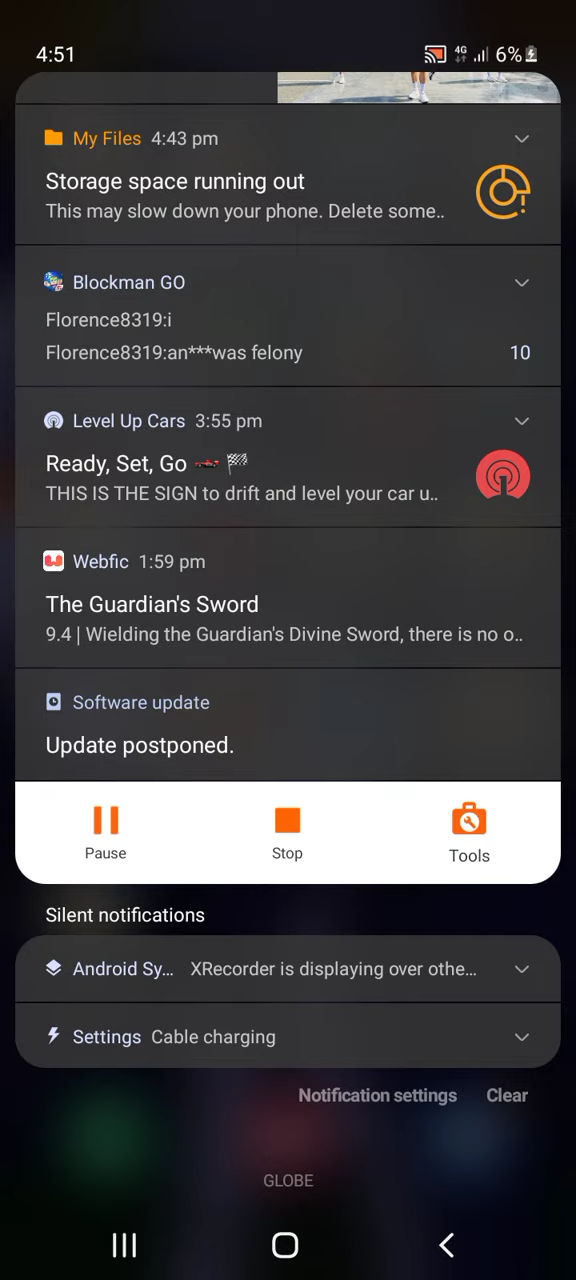 4:51
4G 6%
My Files 4:43 pm
Storage space running out
This may slow down your phone. Delete some..
Blockman GO
Florence8319:i
Florence8319:an***was felony
10
Level Up Cars 3:55 pm
Ready, Set, Go 🏎️ 🏁
THIS IS THE SIGN to drift and level your car u..
Webfic 1:59 pm
The Guardian's Sword
9.4 | Wielding the Guardian's Divine Sword, there is no o..
Software update
Update postponed.
Pause Stop Tools
Silent notifications
Android Sy... XRecorder is displaying over othe...
Settings Cable charging
Notification settings Clear
GLOBE